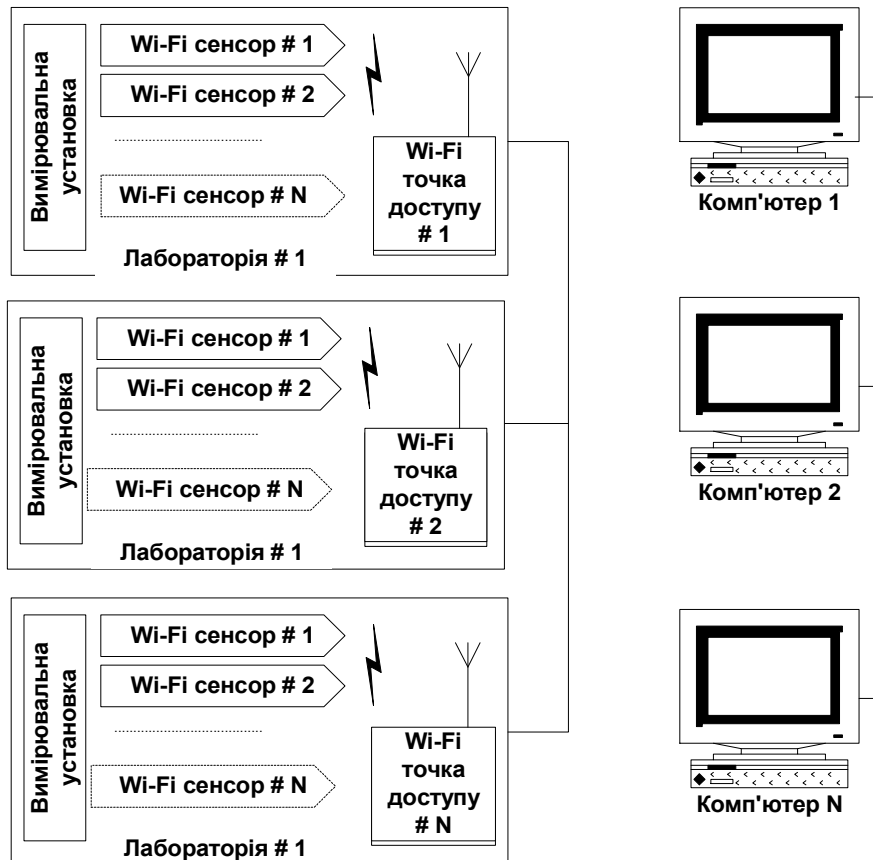 Вимірювальна
установка
Wi-Fi сенсор # 1
Wi-Fi сенсор # 2
Wi-Fi сенсор # N
Wi-Fi
точка
доступу
# 1
Лабораторія # 1
Комп'ютер 1
Вимірювальна
установка
Wi-Fi сенсор # 1
Wi-Fi сенсор # 2
Wi-Fi сенсор # N
Wi-Fi
точка
доступу
# 2
Лабораторія # 1
Комп'ютер 2
Вимірювальна
установка
Wi-Fi сенсор # 1
Wi-Fi сенсор # 2
Wi-Fi сенсор # N
Wi-Fi
точка
доступу
# N
Лабораторія # 1
Комп'ютер N